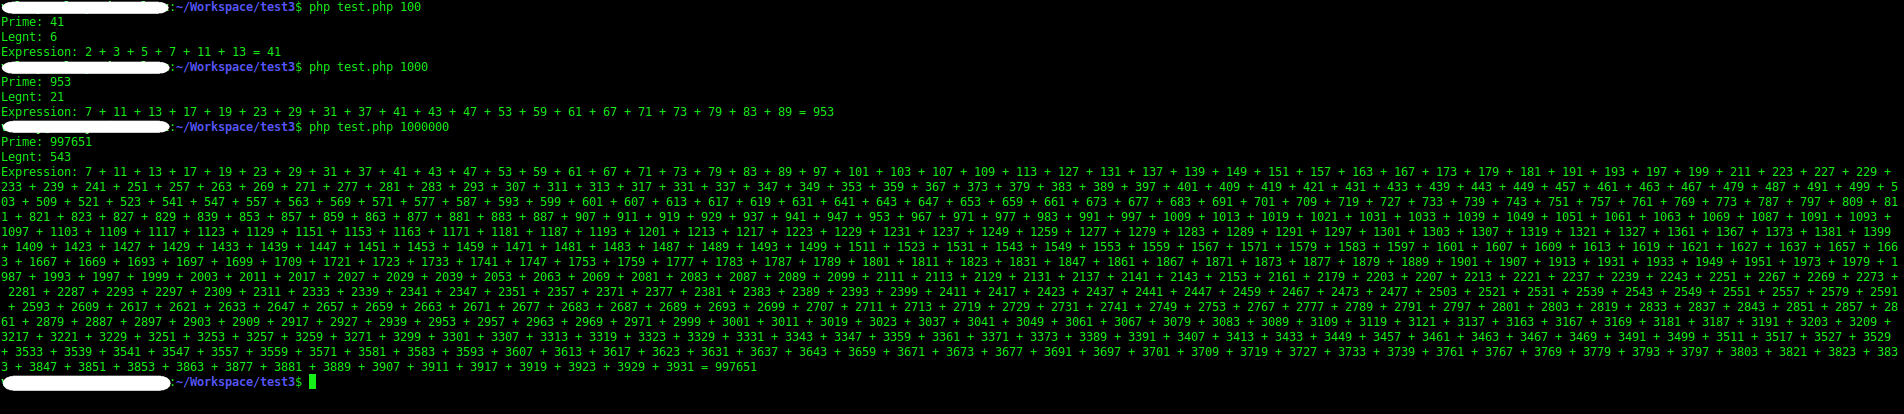 :~/Workspace/test3$ php test.php 100
Prime: 41
Legnt: 6
Expression: 2 + 3 + 5 + 7 + 11 + 13 = 41
:~/Workspace/test3$ php test.php 1000
Prime: 953
Legnt: 21
Expression: 7 + 11 + 13 + 17 + 19 + 23 + 29 + 31 + 37 + 41 + 43 + 47 + 53 + 59 + 61 + 67 + 71 + 73 + 79 + 83 + 89 = 953
:~/Workspace/test3$ php test.php 1000000
Prime: 997651
Legnt: 543
Expression: 7 + 11 + 13 + 17 + 19 + 23 + 29 + 31 + 37 + 41 + 43 + 47 + 53 + 59 + 61 + 67 + 71 + 73 + 79 + 83 + 89 + 97 + 101 + 103 + 107 + 109 + 113 + 127 + 131 + 137 + 139 + 149 + 151 + 157 + 163 + 167 + 173 + 179 + 181 + 191 + 193 + 197 + 199 + 211 + 223 + 227 + 229 +
233 + 239 + 241 + 251 + 257 + 263 + 269 + 271 + 277 + 281 + 283 + 293 + 307 + 311 + 313 + 317 + 331 + 337 + 347 + 349 + 353 + 359 + 367 + 373 + 379 + 383 + 389 + 397 + 401 + 409 + 419 + 421 + 431 + 433 + 439 + 443 + 449 + 457 + 461 + 463 + 467 + 479 + 487 + 491 + 499 + 5
03 + 509 + 521 + 523 + 541 + 547 + 557 + 563 + 569 + 571 + 577 + 587 + 593 + 599 + 601 + 607 + 613 + 617 + 619 + 631 + 641 + 643 + 647 + 653 + 659 + 661 + 673 + 677 + 683 + 691 + 701 + 709 + 719 + 727 + 733 + 739 + 743 + 751 + 757 + 761 + 769 + 773 + 787 + 797 + 809 + 81
1 + 821 + 823 + 827 + 829 + 839 + 853 + 857 + 859 + 863 + 877 + 881 + 883 + 887 + 907 + 911 + 919 + 929 + 937 + 941 + 947 + 953 + 967 + 971 + 977 + 983 + 991 + 997 + 1009 + 1013 + 1019 + 1021 + 1031 + 1033 + 1039 + 1049 + 1051 + 1061 + 1063 + 1069 + 1087 + 1091 + 1093 +
1097 + 1103 + 1109 + 1117 + 1123 + 1129 + 1151 + 1153 + 1163 + 1171 + 1181 + 1187 + 1193 + 1201 + 1213 + 1217 + 1223 + 1229 + 1231 + 1237 + 1249 + 1259 + 1277 + 1279 + 1283 + 1289 + 1291 + 1297 + 1301 + 1303 + 1307 + 1319 + 1321 + 1327 + 1361 + 1367 + 1373 + 1381 + 1399
+ 1409 + 1423 + 1427 + 1429 + 1433 + 1439 + 1447 + 1451 + 1453 + 1459 + 1471 + 1481 + 1483 + 1487 + 1489 + 1493 + 1499 + 1511 + 1523 + 1531 + 1543 + 1549 + 1553 + 1559 + 1567 + 1571 + 1579 + 1583 + 1597 + 1601 + 1607 + 1609 + 1613 + 1619 + 1621 + 1627 + 1637 + 1657 + 166
3 + 1667 + 1669 + 1693 + 1697 + 1699 + 1709 + 1721 + 1723 + 1733 + 1741 + 1747 + 1753 + 1759 + 1777 + 1783 + 1787 + 1789 + 1801 + 1811 + 1823 + 1831 + 1847 + 1861 + 1867 + 1871 + 1873 + 1877 + 1879 + 1889 + 1901 + 1907 + 1913 + 1931 + 1933 + 1949 + 1951 + 1973 + 1979 + 1
987 + 1993 + 1997 + 1999 + 2003 + 2011 + 2017 + 2027 + 2029 + 2039 + 2053 + 2063 + 2069 + 2081 + 2083 + 2087 + 2089 + 2099 + 2111 + 2113 + 2129 + 2131 + 2137 + 2141 + 2143 + 2153 + 2161 + 2179 + 2203 + 2207 + 2213 + 2221 + 2237 + 2239 + 2243 + 2251 + 2267 + 2269 + 2273 +
2281 + 2287 + 2293 + 2297 + 2309 + 2311 + 2333 + 2339 + 2341 + 2347 + 2351 + 2357 + 2371 + 2377 + 2381 + 2383 + 2389 + 2393 + 2399 + 2411 + 2417 + 2423 + 2437 + 2441 + 2447 + 2459 + 2467 + 2473 + 2477 + 2503 + 2521 + 2531 + 2539 + 2543 + 2549 + 2551 + 2557 + 2579 + 2591
+ 2593 + 2609 + 2617 + 2621 + 2633 + 2647 + 2657 + 2659 + 2663 + 2671 + 2677 + 2683 + 2687 + 2689 + 2693 + 2699 + 2707 + 2711 + 2713 + 2719 + 2729 + 2731 + 2741 + 2749 + 2753 + 2767 + 2777 + 2789 + 2791 + 2797 + 2801 + 2803 + 2819 + 2833 + 2837 + 2843 + 2851 + 2857 + 28
61 + 2879 + 2887 + 2897 + 2903 + 2909 + 2917 + 2927 + 2939 + 2953 + 2957 + 2963 + 2969 + 2971 + 2999 + 3001 + 3011 + 3019 + 3023 + 3037 + 3041 + 3049 + 3061 + 3067 + 3079 + 3083 + 3089 + 3109 + 3119 + 3121 + 3137 + 3163 + 3167 + 3169 + 3181 + 3187 + 3191 + 3203 + 3209 +
3217 + 3221 + 3229 + 3251 + 3253 + 3257 + 3259 + 3271 + 3299 + 3301 + 3307 + 3313 + 3319 + 3323 + 3329 + 3331 + 3343 + 3347 + 3359 + 3361 + 3371 + 3373 + 3389 + 3391 + 3407 + 3413 + 3433 + 3449 + 3457 + 3461 + 3463 + 3467 + 3469 + 3491 + 3499 + 3511 + 3517 + 3527 + 3529
+ 3533 + 3539 + 3541 + 3547 + 3557 + 3559 + 3571 + 3581 + 3583 + 3593 + 3607 + 3613 + 3617 + 3623 + 3631 + 3637 + 3643 + 3659 + 3671 + 3673 + 3677 + 3691 + 3697 + 3701 + 3709 + 3719 + 3727 + 3733 + 3739 + 3761 + 3767 + 3769 + 3779 + 3793 + 3797 + 3803 + 3821 + 3823 + 383
3 + 3847 + 3851 + 3853 + 3863 + 3877 + 3881 + 3889 + 3907 + 3911 + 3917 + 3919 + 3923 + 3929 + 3931 = 997651
:~/Workspace/test3$